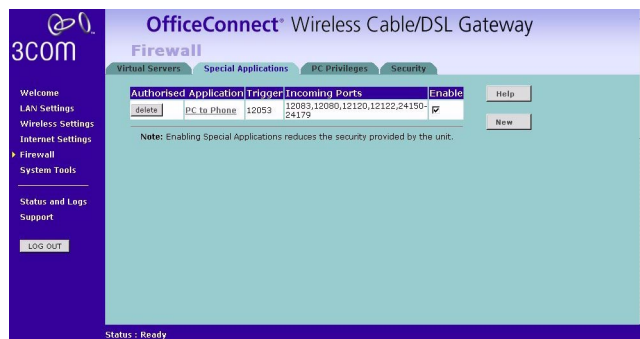 3COM
OfficeConnect® Wireless Cable/DSL Gateway
Firewall
Virtual Servers Special Applications PC Privileges Security
Welcome
LAN Settings
Wireless Settings
Internet Settings
Firewall
System Tools
Status and Logs
Support
LOG OUT
Authorised Application Trigger Incoming Ports Enable
delete PC to Phone 12053 12083,12080,12120,12122,24150-
24179
Note: Enabling Special Applications reduces the security provided by the unit.
Help
New
Status : Ready